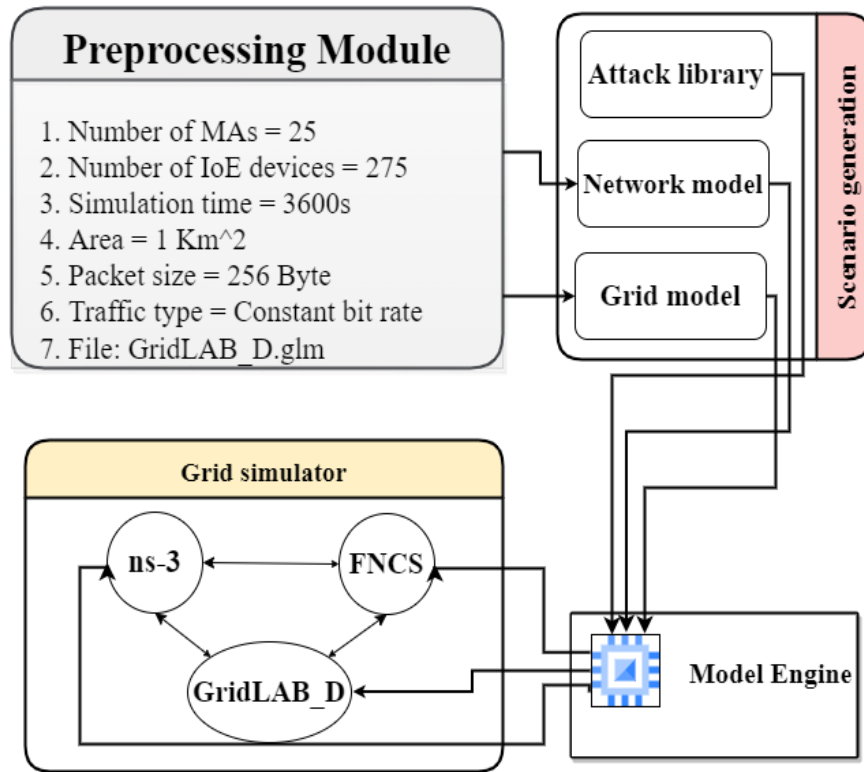 Preprocessing Module
1. Number of MAs = 25
2. Number of IoE devices = 275
3. Simulation time = 3600s
4. Area = 1 Km^2
5. Packet size = 256 Byte
6. Traffic type = Constant bit rate
7. File: GridLAB_D.glm
Attack library
Network model
Grid model
Scenario generation
Grid simulator
ns-3
FNCS
GridLAB_D
Model Engine